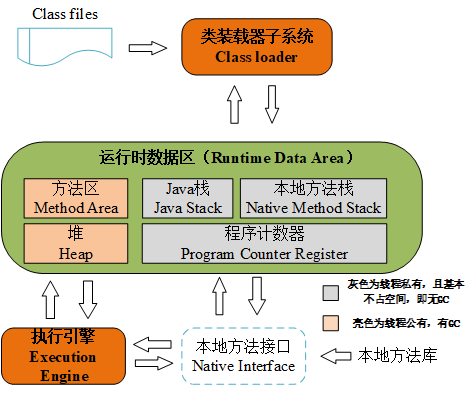 Class files
类装载器子系统
Class loader
运行时数据区（Runtime Data Area）
方法区
Method Area
Java栈
Java Stack
本地方法栈
Native Method Stack
堆
Heap
程序计数器
Program Counter Register
灰色为线程私有，且基本
不占空间，即无GC
亮色为线程公有，有GC
执行引擎
Execution
Engine
本地方法接口
Native Interface
本地方法库